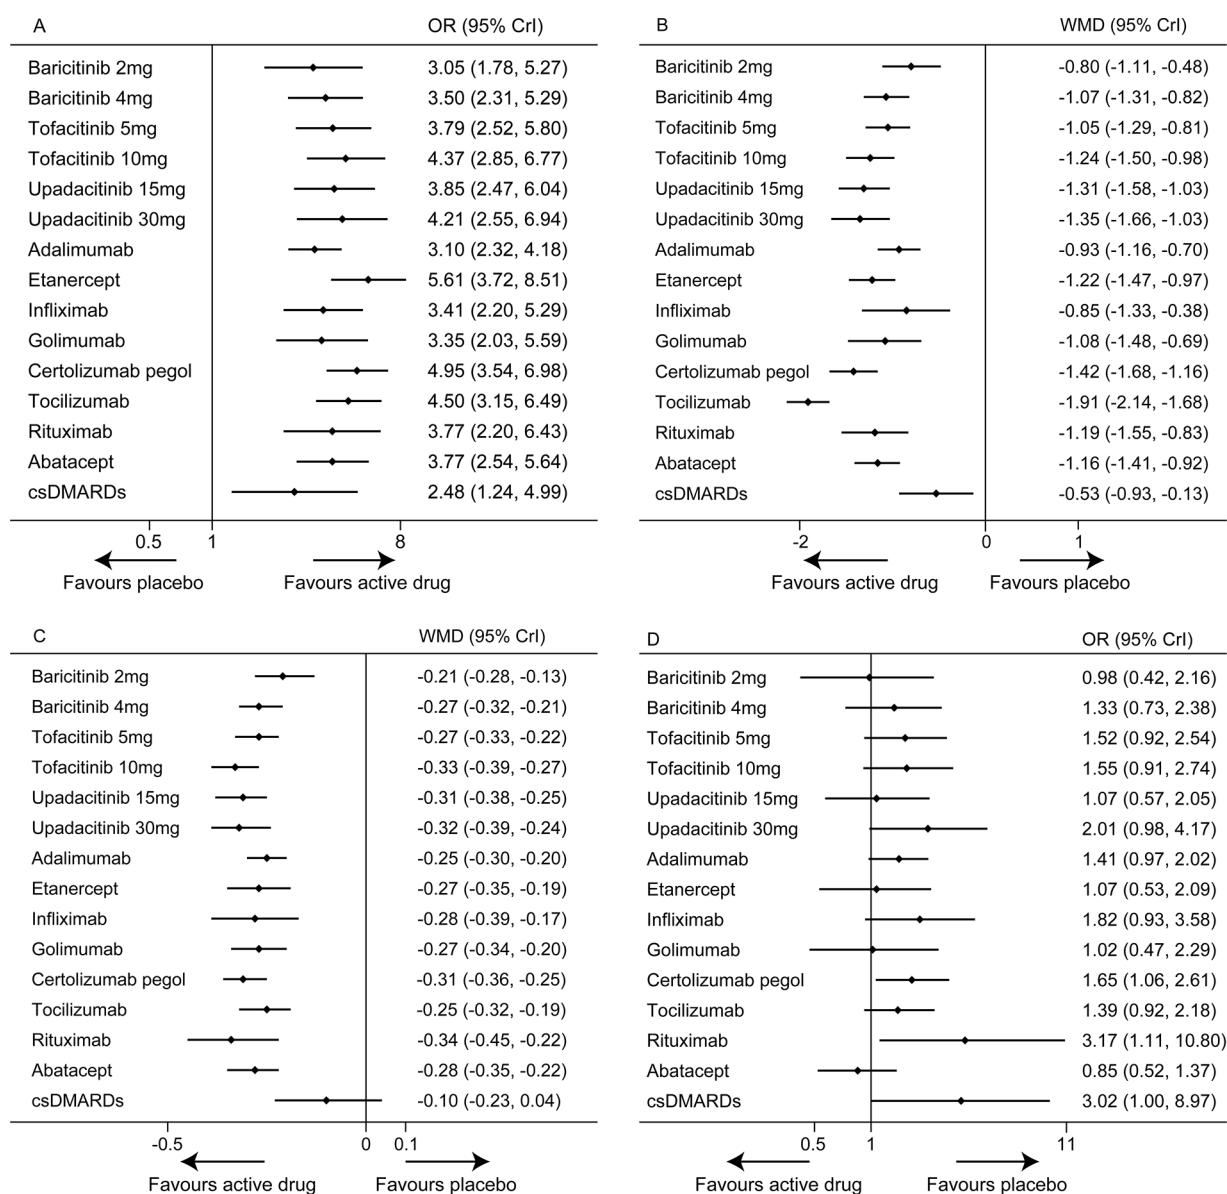 A OR (95% CrI)
Baricitinib 2mg 3.05 (1.78, 5.27)
Baricitinib 4mg 3.50 (2.31, 5.29)
Tofacitinib 5mg 3.79 (2.52, 5.80)
Tofacitinib 10mg 4.37 (2.85, 6.77)
Upadacitinib 15mg 3.85 (2.47, 6.04)
Upadacitinib 30mg 4.21 (2.55, 6.94)
Adalimumab 3.10 (2.32, 4.18)
Etanercept 5.61 (3.72, 8.51)
Infliximab 3.41 (2.20, 5.29)
Golimumab 3.35 (2.03, 5.59)
Certolizumab pegol 4.95 (3.54, 6.98)
Tocilizumab 4.50 (3.15, 6.49)
Rituximab 3.77 (2.20, 6.43)
Abatacept 3.77 (2.54, 5.64)
csDMARDs 2.48 (1.24, 4.99)
0.5 1 8
Favours placebo Favours active drug
B WMD (95% CrI)
Baricitinib 2mg -0.80 (-1.11, -0.48)
Baricitinib 4mg -1.07 (-1.31, -0.82)
Tofacitinib 5mg -1.05 (-1.29, -0.81)
Tofacitinib 10mg -1.24 (-1.50, -0.98)
Upadacitinib 15mg -1.31 (-1.58, -1.03)
Upadacitinib 30mg -1.35 (-1.66, -1.03)
Adalimumab -0.93 (-1.16, -0.70)
Etanercept -1.22 (-1.47, -0.97)
Infliximab -0.85 (-1.33, -0.38)
Golimumab -1.08 (-1.48, -0.69)
Certolizumab pegol -1.42 (-1.68, -1.16)
Tocilizumab -1.91 (-2.14, -1.68)
Rituximab -1.19 (-1.55, -0.83)
Abatacept -1.16 (-1.41, -0.92)
csDMARDs -0.53 (-0.93, -0.13)
-2 0 1
Favours active drug Favours placebo
C WMD (95% CrI)
Baricitinib 2mg -0.21 (-0.28, -0.13)
Baricitinib 4mg -0.27 (-0.32, -0.21)
Tofacitinib 5mg -0.27 (-0.33, -0.22)
Tofacitinib 10mg -0.33 (-0.39, -0.27)
Upadacitinib 15mg -0.31 (-0.38, -0.25)
Upadacitinib 30mg -0.32 (-0.39, -0.24)
Adalimumab -0.25 (-0.30, -0.20)
Etanercept -0.27 (-0.35, -0.19)
Infliximab -0.28 (-0.39, -0.17)
Golimumab -0.27 (-0.34, -0.20)
Certolizumab pegol -0.31 (-0.36, -0.25)
Tocilizumab -0.25 (-0.32, -0.19)
Rituximab -0.34 (-0.45, -0.22)
Abatacept -0.28 (-0.35, -0.22)
csDMARDs -0.10 (-0.23, 0.04)
-0.5 0 0.1
Favours active drug Favours placebo
D OR (95% CrI)
Baricitinib 2mg 0.98 (0.42, 2.16)
Baricitinib 4mg 1.33 (0.73, 2.38)
Tofacitinib 5mg 1.52 (0.92, 2.54)
Tofacitinib 10mg 1.55 (0.91, 2.74)
Upadacitinib 15mg 1.07 (0.57, 2.05)
Upadacitinib 30mg 2.01 (0.98, 4.17)
Adalimumab 1.41 (0.97, 2.02)
Etanercept 1.07 (0.53, 2.09)
Infliximab 1.82 (0.93, 3.58)
Golimumab 1.02 (0.47, 2.29)
Certolizumab pegol 1.65 (1.06, 2.61)
Tocilizumab 1.39 (0.92, 2.18)
Rituximab 3.17 (1.11, 10.80)
Abatacept 0.85 (0.52, 1.37)
csDMARDs 3.02 (1.00, 8.97)
0.5 1 11
Favours active drug Favours placebo